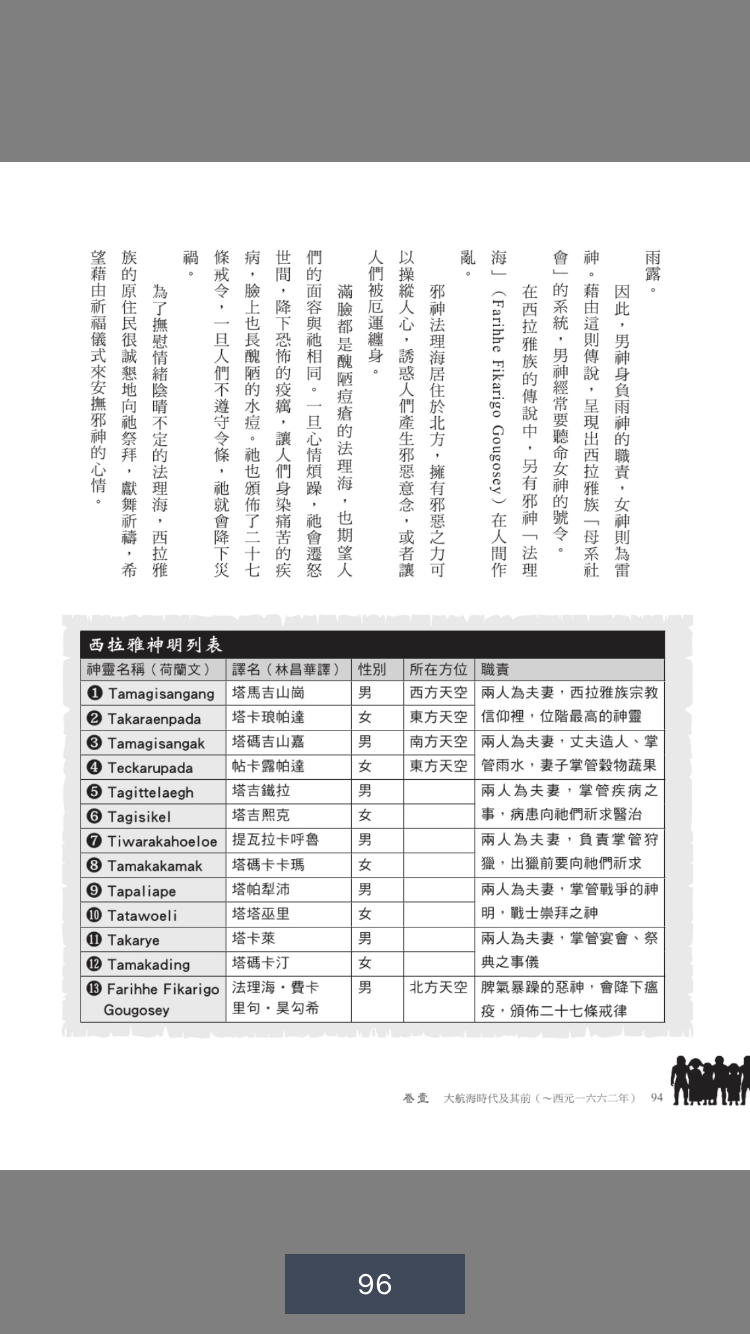 雨露。
因此，男神身負雨神的職責，女神則為雷
神。藉由這則傳說，呈現出西拉雅族「母系社
會」的系統，男神經常要聽命女神的號令。
在西拉雅族的傳說中，另有邪神「法理
海」（Farihhe Fikarigo Gougosey）在人間作
亂。
邪神法理海居住於北方，擁有邪惡之力可
以操縱人心，誘惑人們產生邪惡意念，或者讓
人們被厄運纏身。
滿臉都是醜陋痘瘡的法理海，也期望人
們的面容與祂相同。一旦心情煩躁，祂會遷怒
世間，降下恐怖的疫癘，讓人們身染痛苦的疾
病，臉上也長醜陋的水痘。祂也頒佈了二十七
條戒令，一旦人們不遵守令條，祂就會降下災
禍。
為了撫慰情緒陰晴不定的法理海，西拉雅
族的原住民很誠懇地向祂祭拜，獻舞祈禱，希
望藉由祈福儀式來安撫邪神的心情。
西拉雅神明列表
神靈名稱（荷蘭文） 譯名（林昌華譯） 性別 所在方位 職責
❶ Tamagisangang 塔馬吉山崗 男 西方天空 兩人為夫妻，西拉雅族宗教
❷ Takaraenpada 塔卡琅帕達 女 東方天空 信仰裡，位階最高的神靈
❸ Tamagisangak 塔碼吉山嘉 男 南方天空 兩人為夫妻，丈夫造人、掌
❹ Teckarupada 帖卡露帕達 女 東方天空 管雨水，妻子掌管穀物蔬果
❺ Tagittelaegh 塔吉鐵拉 男 兩人為夫妻，掌管疾病之
❻ Tagisikel 塔吉熙克 女 事，病患向祂們祈求醫治
❼ Tiwarakahoeloe 提瓦拉卡呼魯 男 兩人為夫妻，負責掌管狩
❽ Tamakakamak 塔碼卡卡瑪 女 獵，出獵前要向祂們祈求
❾ Tapaliape 塔帕犁沛 男 兩人為夫妻，掌管戰爭的神
❿ Tatawoeli 塔塔巫里 女 明，戰士崇拜之神
⓫ Takarye 塔卡萊 男 兩人為夫妻，掌管宴會、祭
⓬ Tamakading 塔碼卡汀 女 典之事儀
⓭ Farihhe Fikarigo 法理海・費卡 男 北方天空 脾氣暴躁的惡神，會降下瘟
Gougosey 里句・昊勾希 疫，頒佈二十七條戒律
卷壹 大航海時代及其前（～西元一六六二年） 94
96